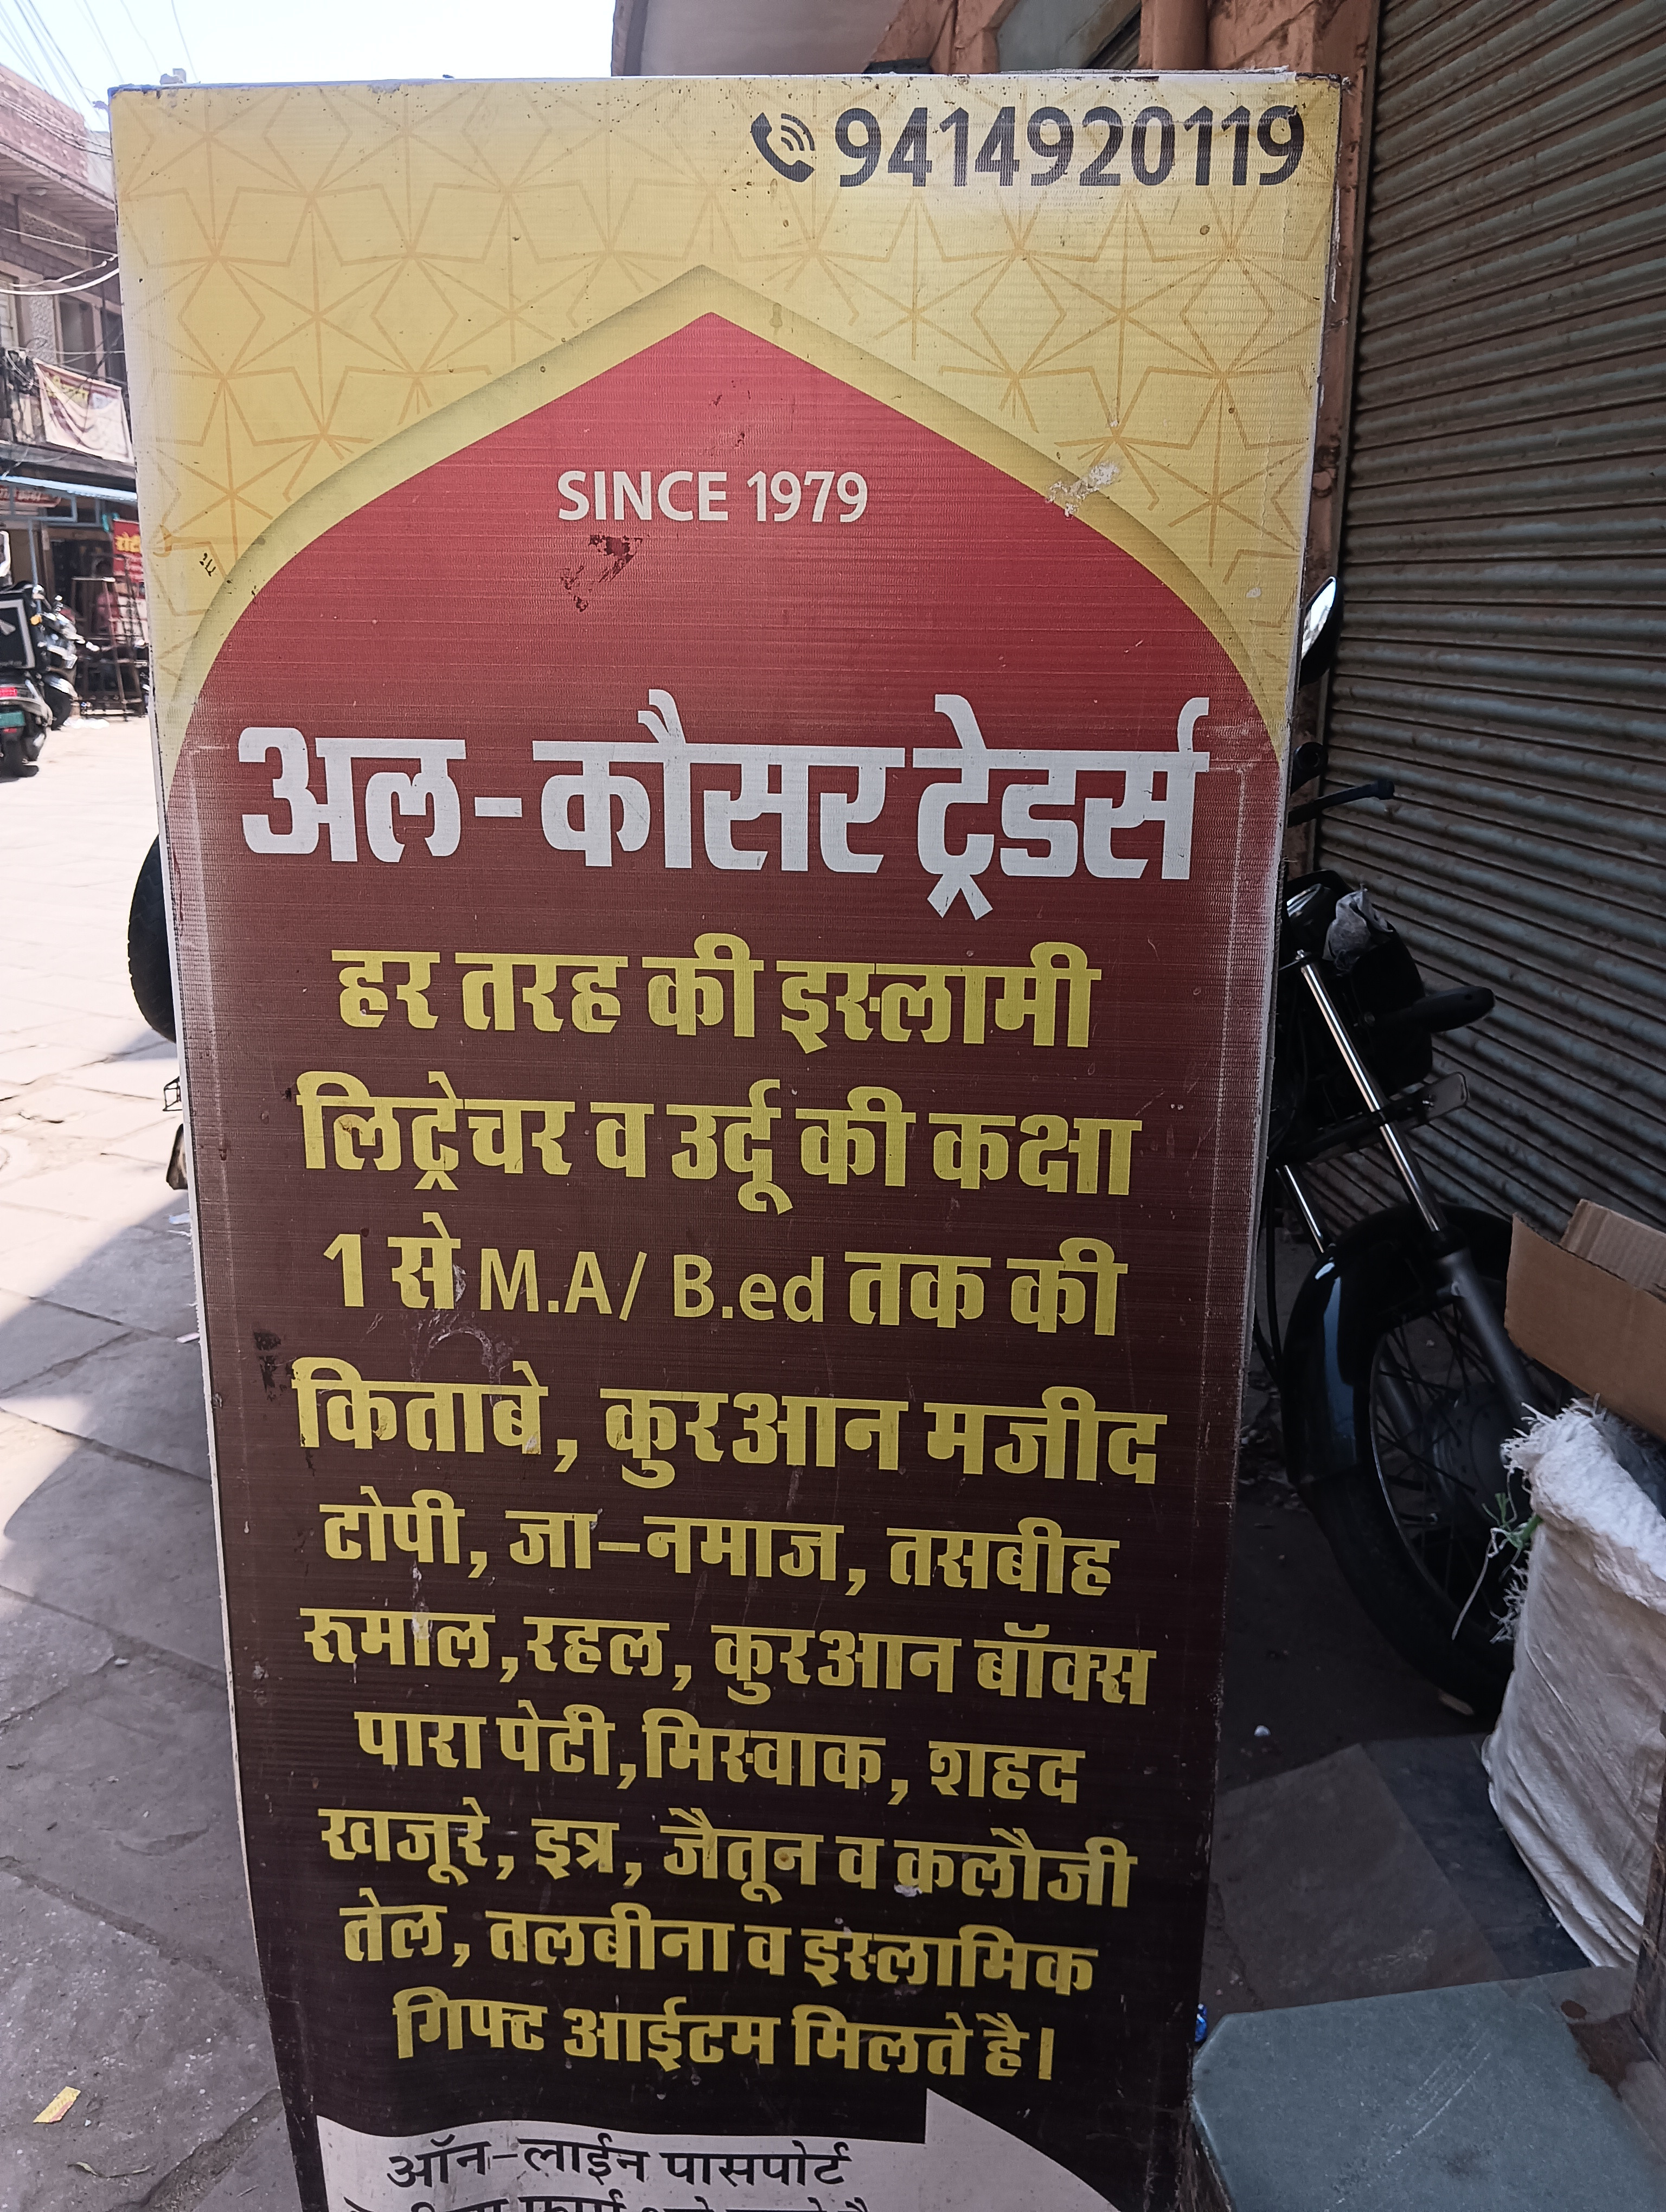 9414920119
SINCE 1979
अल-कौसर ट्रेडर्स
हर तरह की इस्लामी
लिट्रेचर व उर्दू की कक्षा
1 से M.A/ B.ed तक की
किताबे, कुरआन मजीद
टोपी, जा-नमाज, तसबीह
रूमाल,रहल, कुरआन बॉक्स
पारा पेटी,मिस्वाक, शहद
खजूरे, इत्र, जैतून व कलौजी
तेल, तलबीना व इस्लामिक
गिफ्ट आईटम मिलते है।
ऑन-लाईन पासपोर्ट